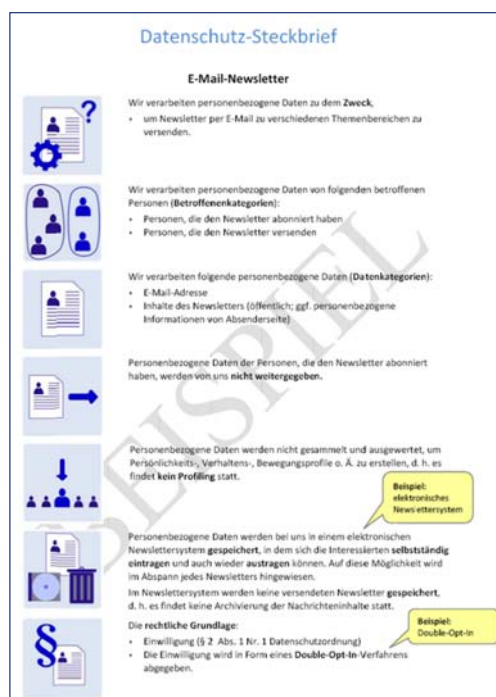 Datenschutz-Steckbrief
E-Mail-Newsletter
Wir verarbeiten personenbezogene Daten zu dem Zweck,
• um Newsletter per E-Mail zu verschiedenen Themenbereichen zu
versenden.
Wir verarbeiten personenbezogene Daten von folgenden betroffenen
Personen (Betroffenenkategorien):
• Personen, die den Newsletter abonniert haben
• Personen, die den Newsletter versenden
Wir verarbeiten folgende personenbezogene Daten (Datenkategorien):
• E-Mail-Adresse
• Inhalte des Newsletters (öffentlich; ggf. personenbezogene
Informationen von Absenderseite)
Personenbezogene Daten der Personen, die den Newsletter abonniert
haben, werden von uns nicht weitergegeben.
Personenbezogene Daten werden nicht gesammelt und ausgewertet, um
Persönlichkeits-, Verhaltens-, Bewegungsprofile o. Ä. zu erstellen, d. h. es
findet kein Profiling statt.
Beispiel:
elektronisches
Newslettersystem
Personenbezogene Daten werden bei uns in einem elektronischen
Newslettersystem gespeichert, in dem sich die Interessierten selbstständig
eintragen und auch wieder austragen können. Auf diese Möglichkeit wird
im Abspann jedes Newsletters hingewiesen.
Im Newslettersystem werden keine versendeten Newsletter gespeichert,
d. h. es findet keine Archivierung der Nachrichteninhalte statt.
Die rechtliche Grundlage:
• Einwilligung (§ 2 Abs. 1 Nr. 1 Datenschutzordnung)
• Die Einwilligung wird in Form eines Double-Opt-In-Verfahrens
abgegeben.
Beispiel:
Double-Opt-In
?
§
BEISPIEL